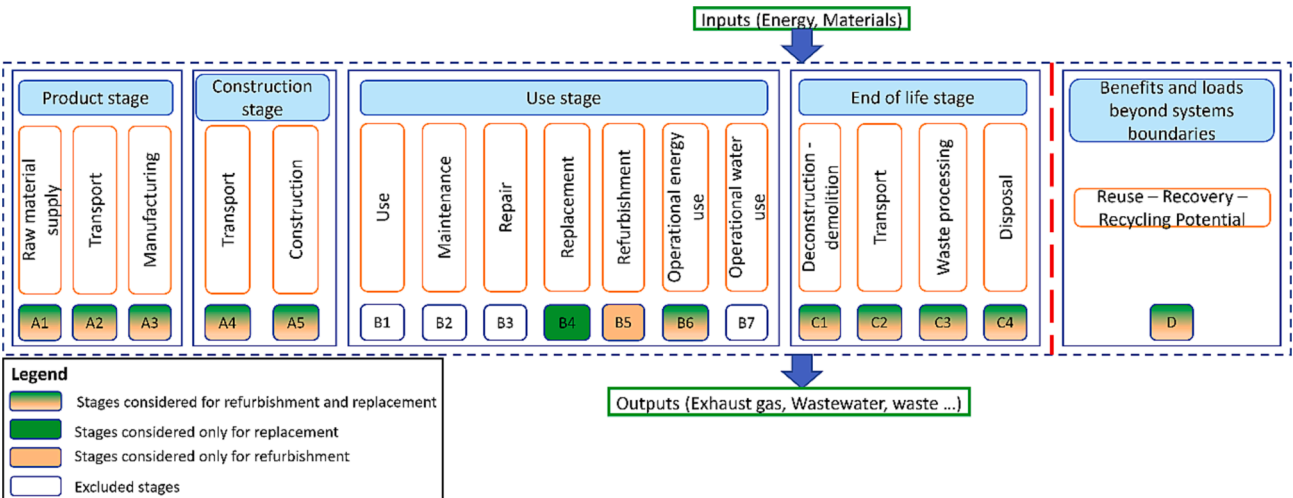 Inputs (Energy, Materials)
Product stage
Construction
stage
Use stage
End of life stage
Benefits and loads
beyond systems
boundaries
Raw material
supply
Transport
Manufacturing
Transport
Construction
Use
Maintenance
Repair
Replacement
Refurbishment
Operational energy
use
Operational water
use
Deconstruction -
demolition
Transport
Waste processing
Disposal
Reuse – Recovery –
Recycling Potential
A1
A2
A3
A4
A5
B1
B2
B3
B4
B5
B6
B7
C1
C2
C3
C4
D
Outputs (Exhaust gas, Wastewater, waste ...)
Legend
Stages considered for refurbishment and replacement
Stages considered only for replacement
Stages considered only for refurbishment
Excluded stages